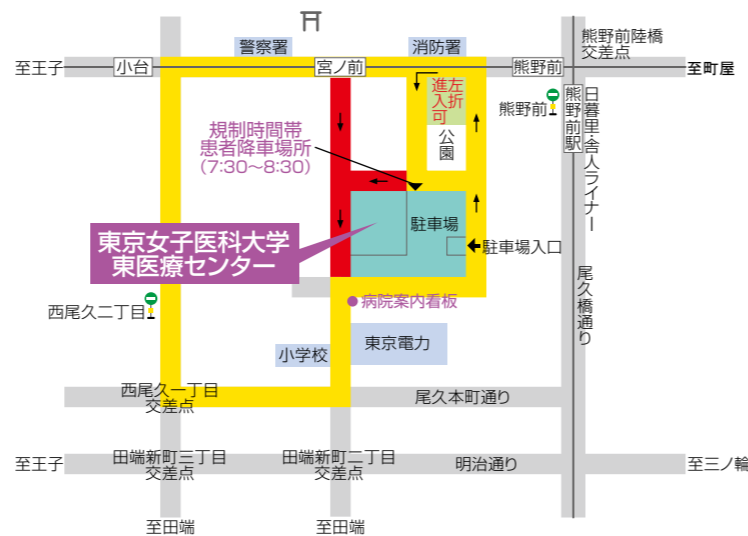 警察署
消防署
熊野前陸橋
交差点
至王子
小台
宮ノ前
熊野前
至町屋
左折
進入可
熊野前
熊野前駅
日暮里・舎人ライナー
公園
規制時間帯
患者降車場所
(7:30〜8:30)
東京女子医科大学
東医療センター
駐車場
駐車場入口
尾久橋通り
西尾久二丁目
病院案内看板
東京電力
小学校
西尾久一丁目
交差点
尾久本町通り
至王子
田端新町三丁目
交差点
田端新町二丁目
交差点
明治通り
至三ノ輪
至田端
至田端